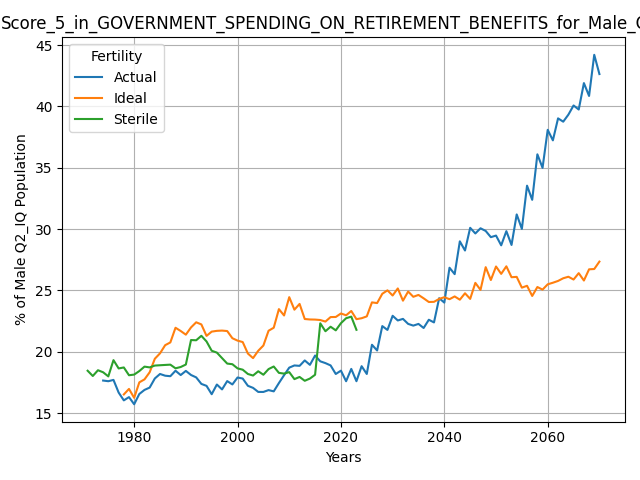 Score_5_in_GOVERNMENT_SPENDING_ON_RETIREMENT_BENEFITS_for_Male_
Fertility
Actual
Ideal
Sterile
45
40
35
30
25
20
15
% of Male Q2_IQ Population
1980
2000
2020
2040
2060
Years